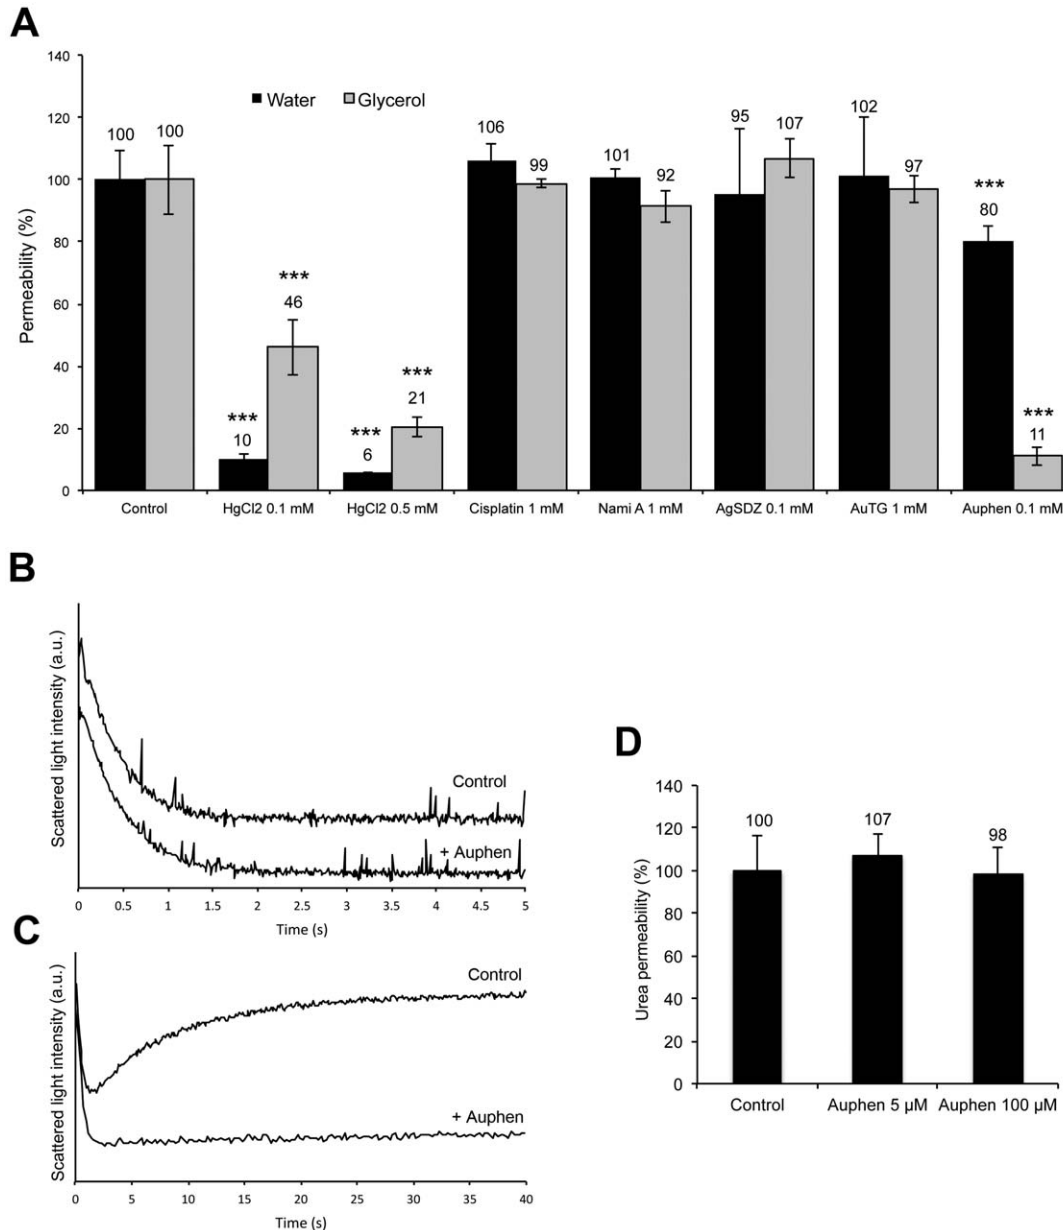 A
Permeability (%)
140
120
100
80
60
40
20
0
Water Glycerol
100 100
*** 10 *** 46
*** 6 *** 21
106 99
101 92
95 107
102 97
*** 80 *** 11
Control HgCl2 0.1 mM HgCl2 0.5 mM Cisplatin 1 mM Nami A 1 mM AgSDZ 0.1 mM AuTG 1 mM Auphen 0.1 mM
B
Scattered light intensity (a.u.)
Control
+ Auphen
0 0.5 1 1.5 2 2.5 3 3.5 4 4.5 5
Time (s)
C
Scattered light intensity (a.u.)
Control
+ Auphen
0 5 10 15 20 25 30 35 40
Time (s)
D
Urea permeability (%)
140
120
100
80
60
40
20
0
100 107 98
Control Auphen 5 µM Auphen 100 µM